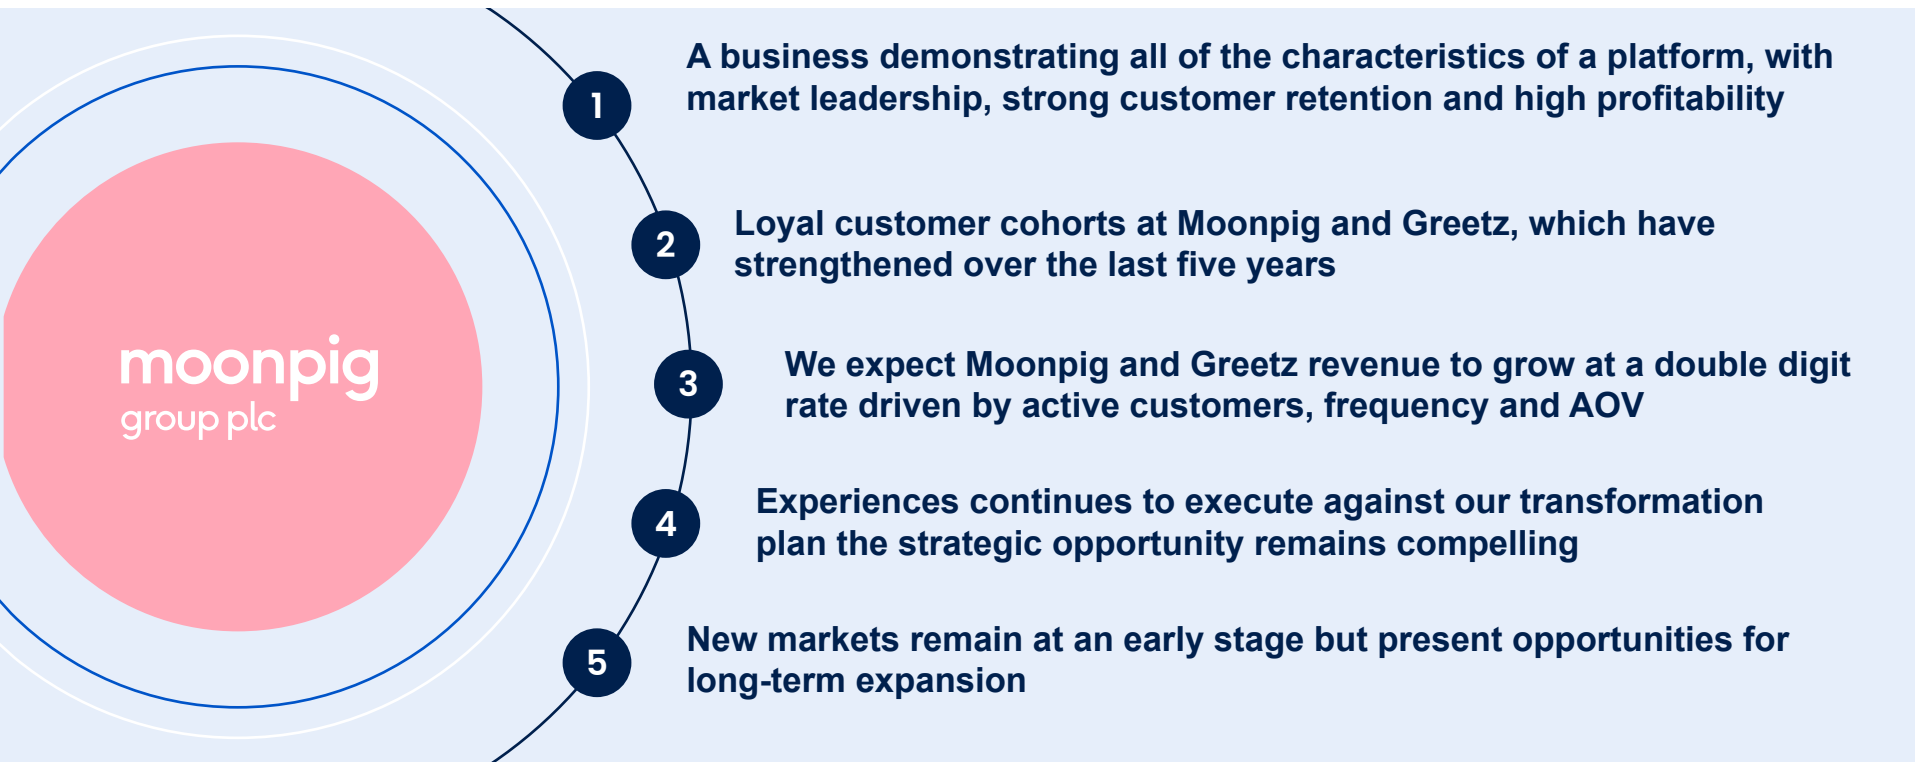 moonpig
group plc
1
A business demonstrating all of the characteristics of a platform, with
market leadership, strong customer retention and high profitability
2
Loyal customer cohorts at Moonpig and Greetz, which have
strengthened over the last five years
3
We expect Moonpig and Greetz revenue to grow at a double digit
rate driven by active customers, frequency and AOV
4
Experiences continues to execute against our transformation
plan the strategic opportunity remains compelling
5
New markets remain at an early stage but present opportunities for
long-term expansion